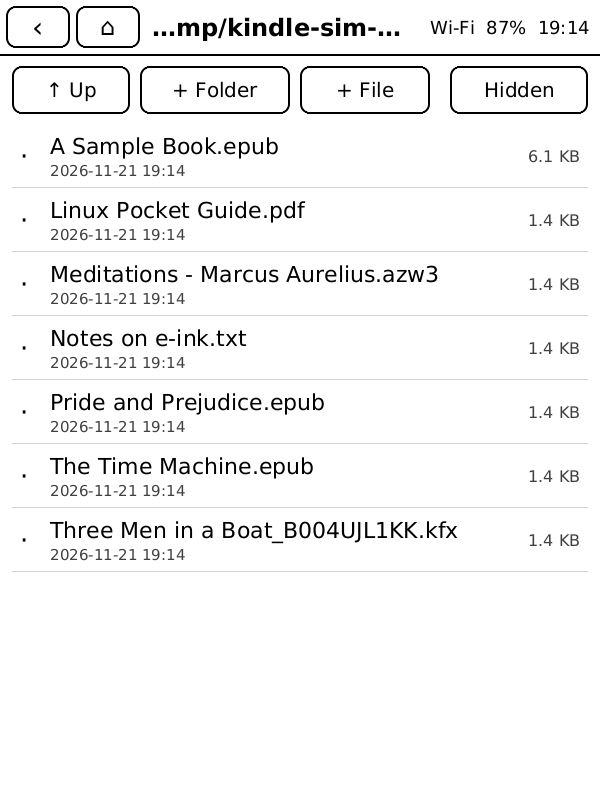 ‹ ⌂ ...mp/kindle-sim-... Wi-Fi 87% 19:14
↑ Up + Folder + File Hidden
A Sample Book.epub
2026-11-21 19:14
6.1 KB
Linux Pocket Guide.pdf
2026-11-21 19:14
1.4 KB
Meditations - Marcus Aurelius.azw3
2026-11-21 19:14
1.4 KB
Notes on e-ink.txt
2026-11-21 19:14
1.4 KB
Pride and Prejudice.epub
2026-11-21 19:14
1.4 KB
The Time Machine.epub
2026-11-21 19:14
1.4 KB
Three Men in a Boat_B004UJL1KK.kfx
2026-11-21 19:14
1.4 KB